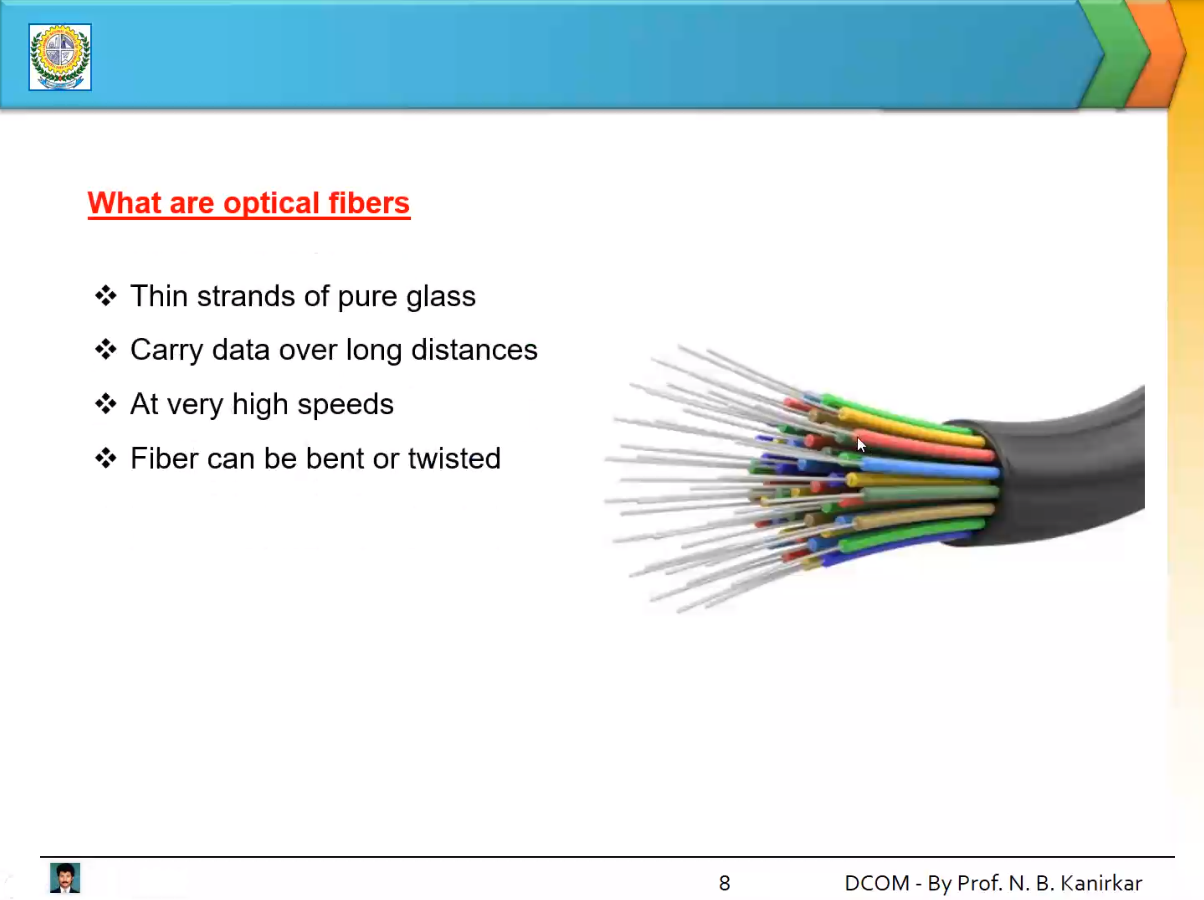 What are optical fibers
❖ Thin strands of pure glass
❖ Carry data over long distances
❖ At very high speeds
❖ Fiber can be bent or twisted
8
DCOM - By Prof. N. B. Kanirkar